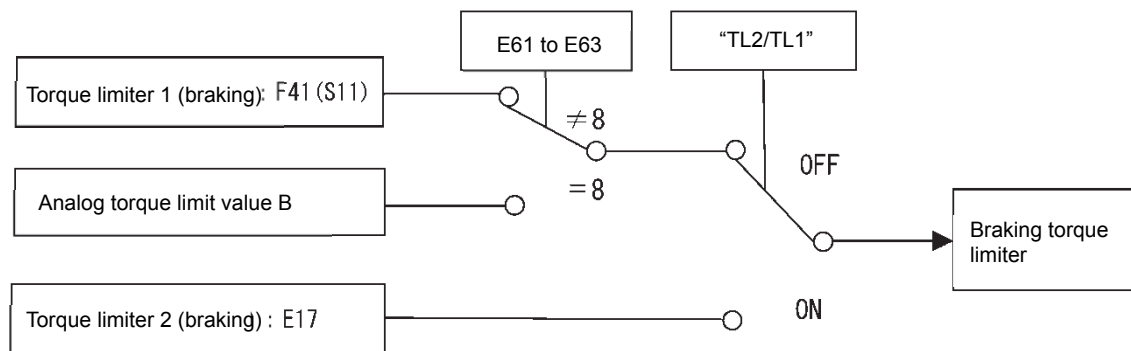 E61 to E63
“TL2/TL1”
Torque limiter 1 (braking): F41(S11)
≠8
OFF
=8
Analog torque limit value B
Braking torque
limiter
Torque limiter 2 (braking) : E17
ON